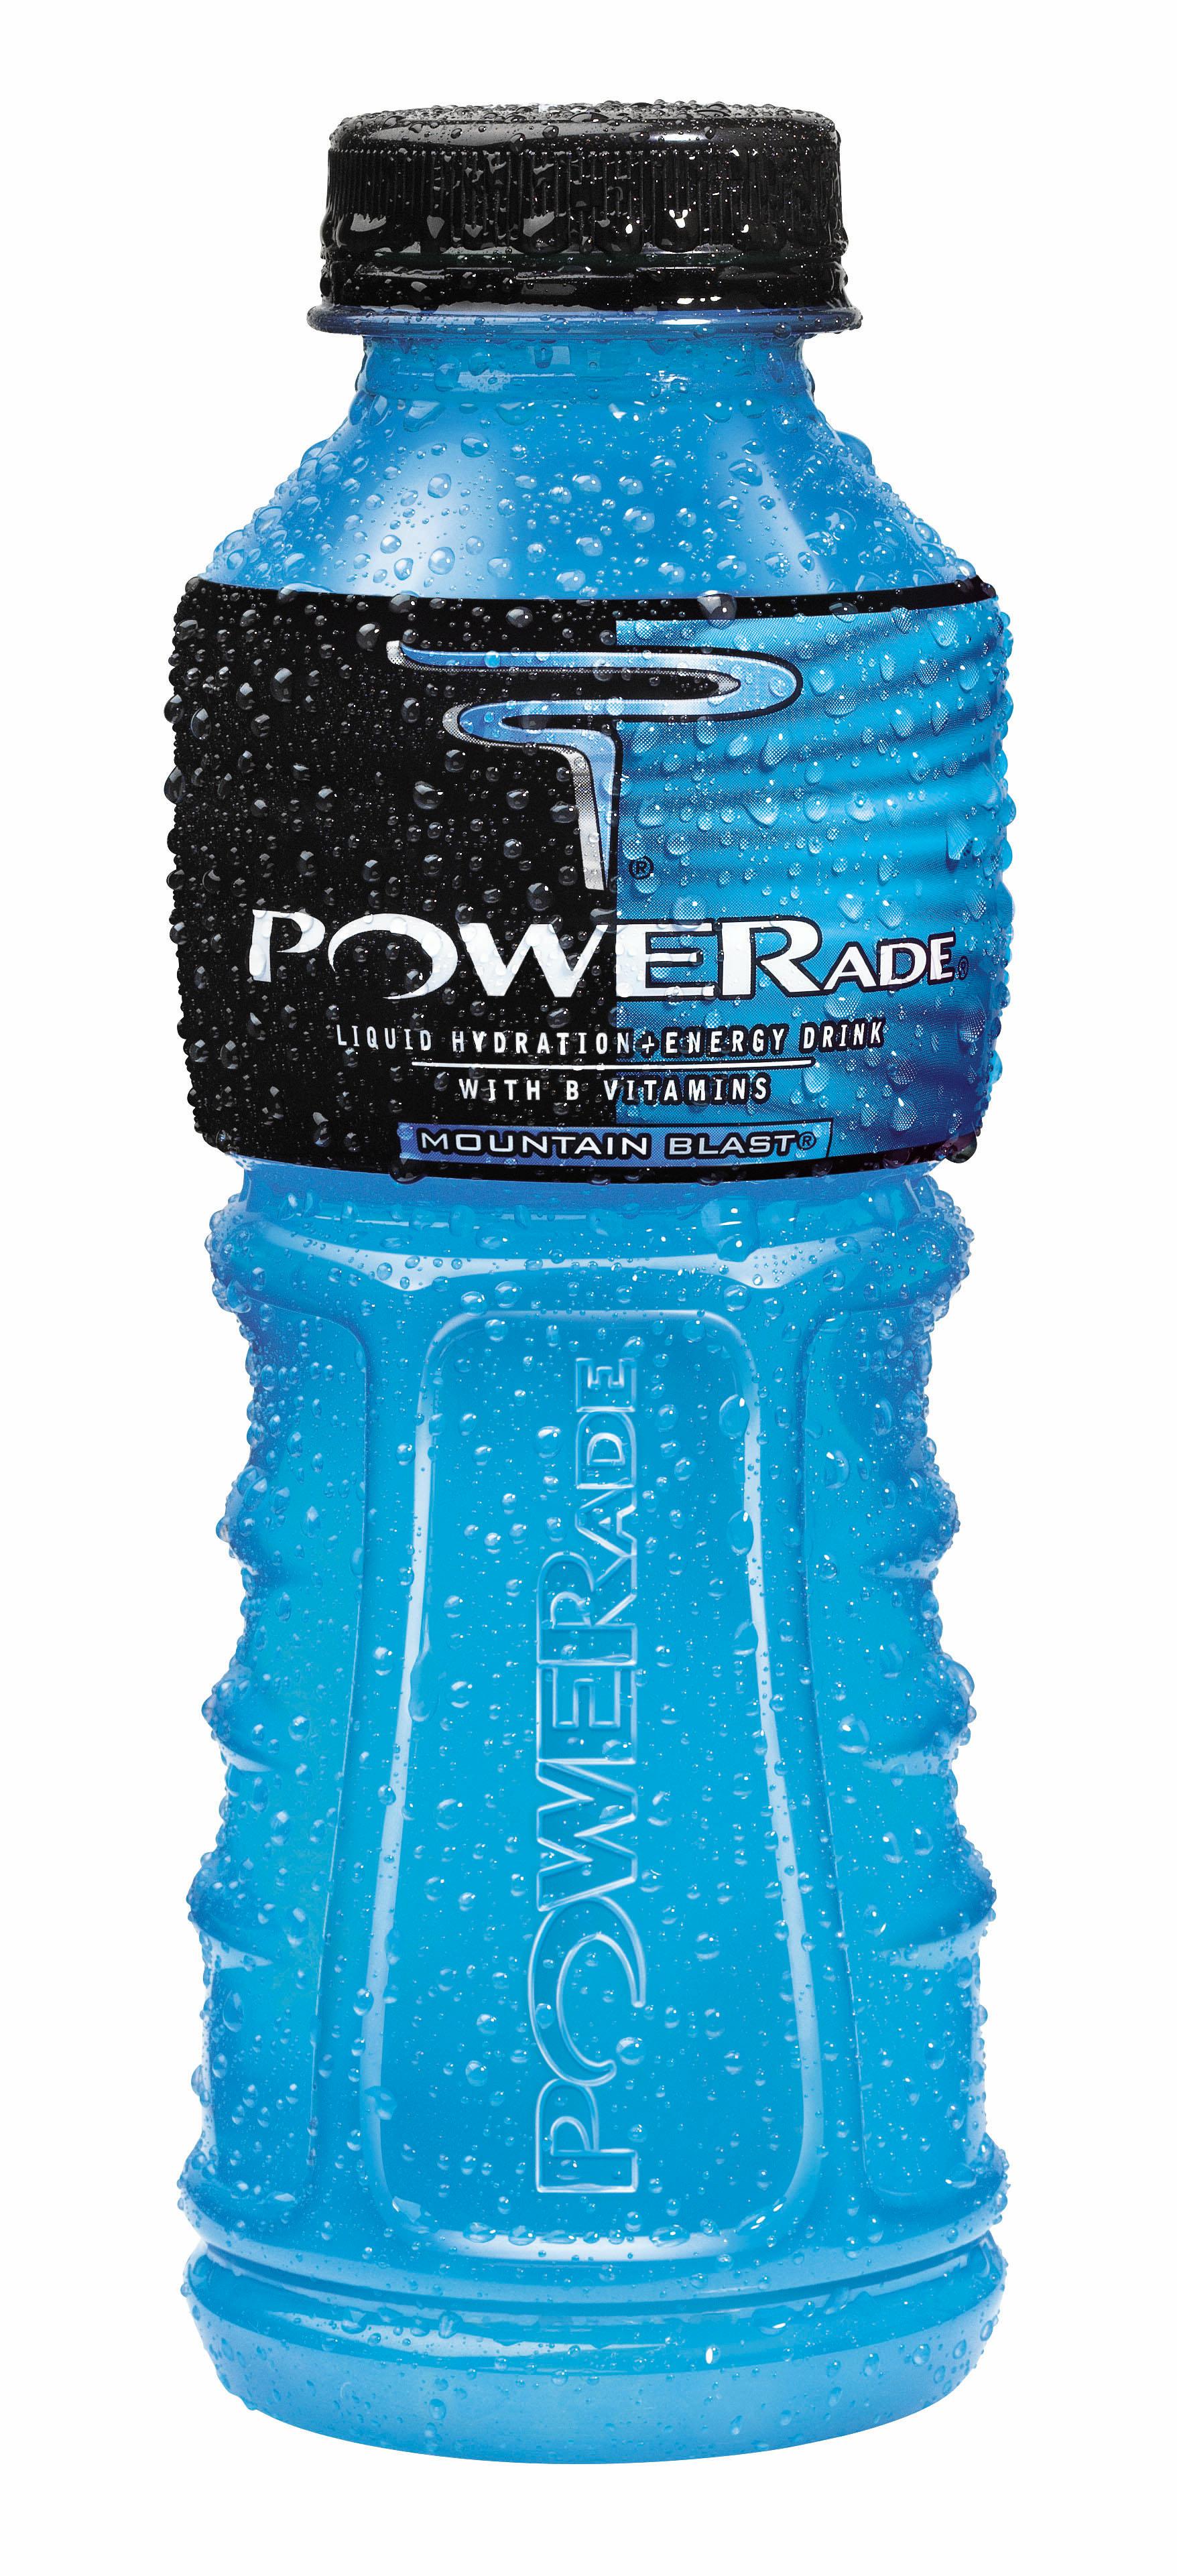 ®
POWERADE®
LIQUID HYDRATION+ENERGY DRINK
WITH B VITAMINS
MOUNTAIN BLAST®
POWERADE